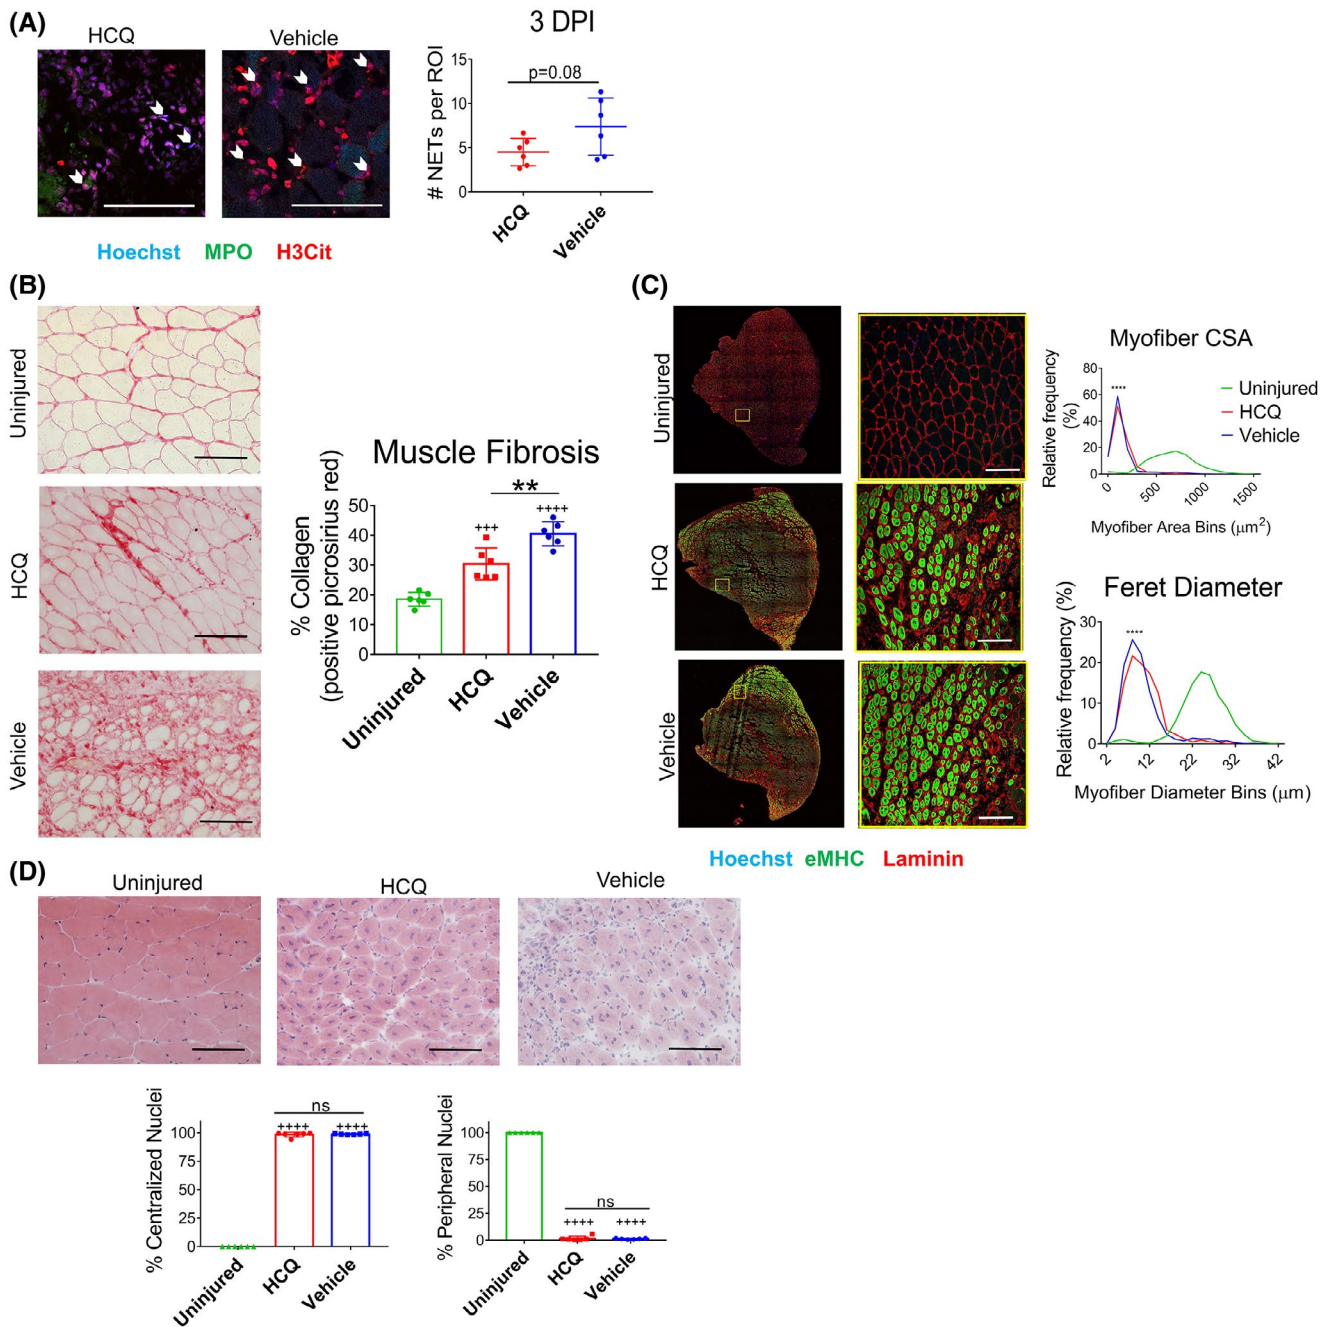 (A)
HCQ
Vehicle
3 DPI
# NETs per ROI
15
10
5
0
p=0.08
HCQ
Vehicle
Hoechst MPO H3Cit
(B)
Uninjured
HCQ
Vehicle
Muscle Fibrosis
% Collagen
(positive picrosirius red)
50
40
30
20
10
0
**
+++
++++
Uninjured
HCQ
Vehicle
(C)
Uninjured
HCQ
Vehicle
Hoechst eMHC Laminin
Myofiber CSA
Relative frequency
(%)
80
60
40
20
0
****
Uninjured
HCQ
Vehicle
0
500
1000
1500
Myofiber Area Bins (μm²)
Feret Diameter
Relative frequency (%)
30
20
10
0
****
2
12
22
32
42
Myofiber Diameter Bins (μm)
(D)
Uninjured
HCQ
Vehicle
% Centralized Nuclei
100
75
50
25
0
ns
++++
++++
Uninjured
HCQ
Vehicle
% Peripheral Nuclei
100
75
50
25
0
ns
++++
++++
Uninjured
HCQ
Vehicle